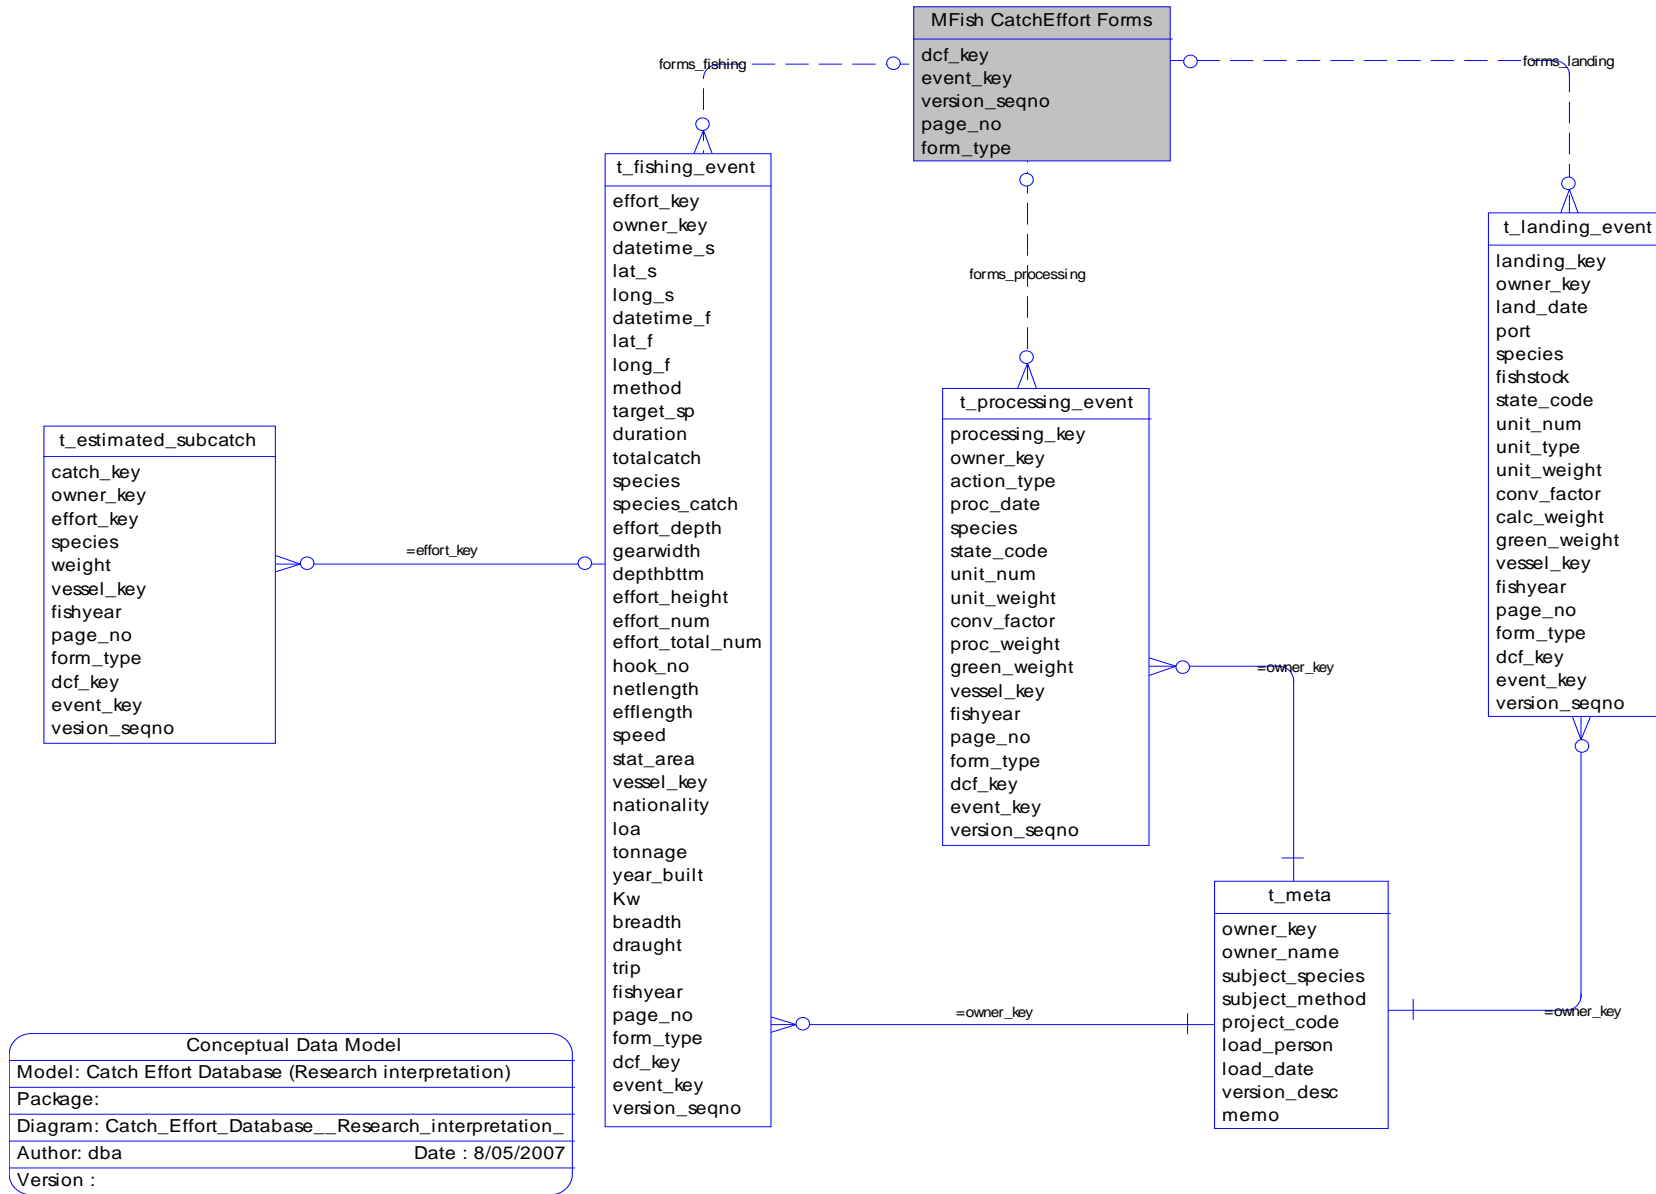 MFish CatchEffort Forms
dcf_key
event_key
version_seqno
page_no
form_type
forms_fishing
forms_landing
forms_processing
t_fishing_event
effort_key
owner_key
datetime_s
lat_s
long_s
datetime_f
lat_f
long_f
method
target_sp
duration
totalcatch
species
species_catch
effort_depth
gearwidth
depthbttm
effort_height
effort_num
effort_total_num
hook_no
netlength
efflength
speed
stat_area
vessel_key
nationality
loa
tonnage
year_built
Kw
breadth
draught
trip
fishyear
page_no
form_type
dcf_key
event_key
version_seqno
t_landing_event
landing_key
owner_key
land_date
port
species
fishstock
state_code
unit_num
unit_type
unit_weight
conv_factor
calc_weight
green_weight
vessel_key
fishyear
page_no
form_type
dcf_key
event_key
version_seqno
t_processing_event
processing_key
owner_key
action_type
proc_date
species
state_code
unit_num
unit_weight
conv_factor
proc_weight
green_weight
vessel_key
fishyear
page_no
form_type
dcf_key
event_key
version_seqno
t_estimated_subcatch
catch_key
owner_key
effort_key
species
weight
vessel_key
fishyear
page_no
form_type
dcf_key
event_key
vesion_seqno
=effort_key
=owner_key
t_meta
owner_key
owner_name
subject_species
subject_method
project_code
load_person
load_date
version_desc
memo
=owner_key
=owner_key
Conceptual Data Model
Model: Catch Effort Database (Research interpretation)
Package:
Diagram: Catch_Effort_Database__Research_interpretation_
Author: dba Date : 8/05/2007
Version :